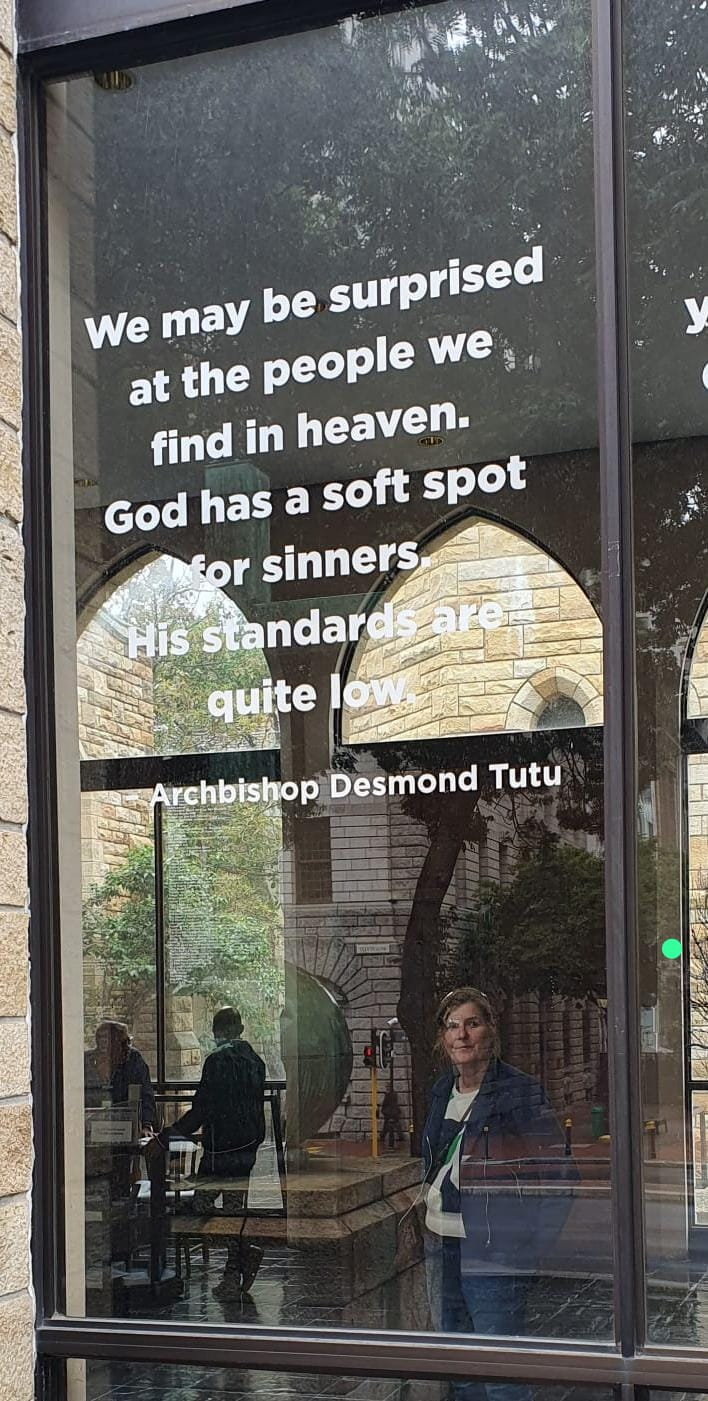 We may be surprised
at the people we
find in heaven.
God has a soft spot
for sinners.
His standards are
quite low.
- Archbishop Desmond Tutu
y